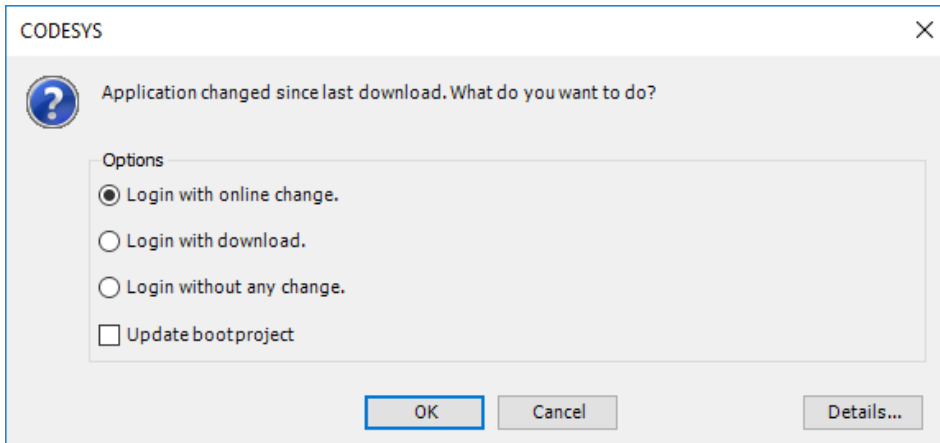 CODESYS
Application changed since last download. What do you want to do?
Options
Login with online change.
Login with download.
Login without any change.
Update bootproject
OK Cancel Details...